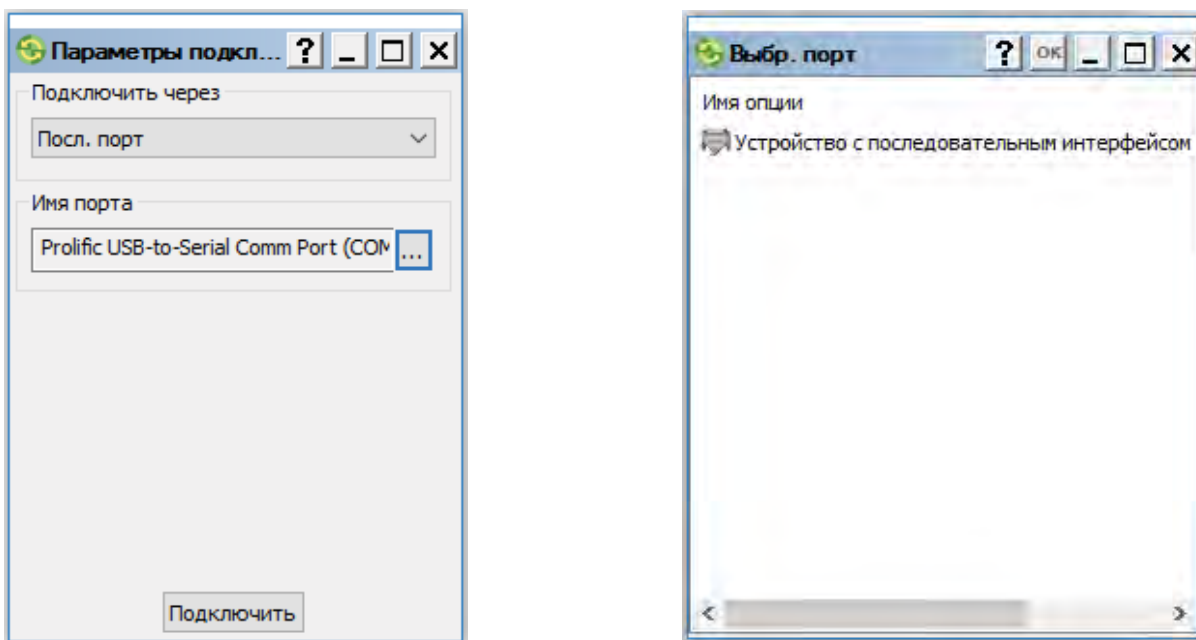 Параметры подкл...
Подключить через
Посл. порт
Имя порта
Prolific USB-to-Serial Comm Port (COM
...
Подключить
Выбр. порт
OK
Имя опции
Устройство с последовательным интерфейсом